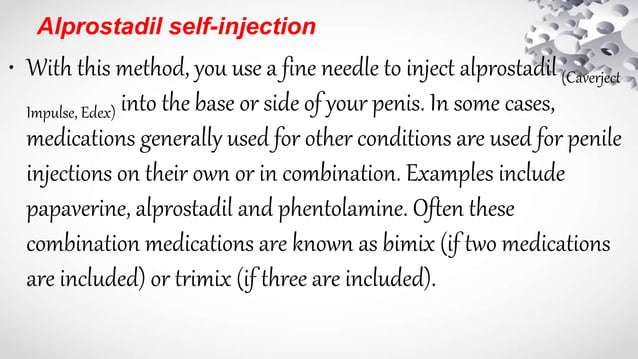 Alprostadil self-injection
• With this method, you use a fine needle to inject alprostadil (Caverject
Impulse, Edex) into the base or side of your penis. In some cases,
medications generally used for other conditions are used for penile
injections on their own or in combination. Examples include
papaverine, alprostadil and phentolamine. Often these
combination medications are known as bimix (if two medications
are included) or trimix (if three are included).